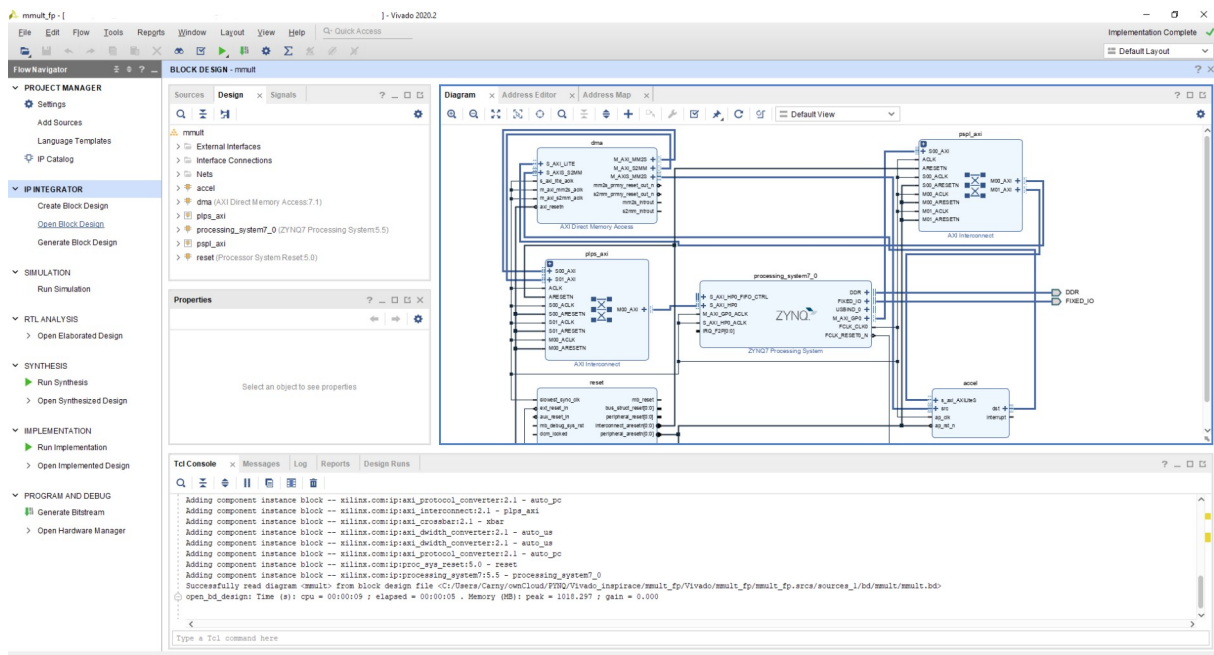 mmult_fp - [ ] - Vivado 2020.2
File Edit Flow Tools Reports Window Layout View Help Quick Access
Implementation Complete
Default Layout
Flow Navigator
PROJECT MANAGER
Settings
Add Sources
Language Templates
IP Catalog
IP INTEGRATOR
Create Block Design
Open Block Design
Generate Block Design
SIMULATION
Run Simulation
RTL ANALYSIS
Open Elaborated Design
SYNTHESIS
Run Synthesis
Open Synthesized Design
IMPLEMENTATION
Run Implementation
Open Implemented Design
PROGRAM AND DEBUG
Generate Bitstream
Open Hardware Manager
BLOCK DESIGN - mmult
Sources Design Signals
mmult
External Interfaces
Interface Connections
Nets
accel
dma (AXI Direct Memory Access:7.1)
plps_axi
processing_system7_0 (ZYNQ7 Processing System:5.5)
pspl_axi
reset (Processor System Reset:5.0)
Properties
Select an object to see properties
Diagram Address Editor Address Map
Default View
dma
S_AXI_LITE
S_AXIS_S2MM
s_axi_lite_aclk
m_axi_mm2s_aclk
m_axi_s2mm_aclk
axi_resetn
M_AXI_MM2S
M_AXI_S2MM
M_AXIS_MM2S
mm2s_prmry_reset_out_n
s2mm_prmry_reset_out_n
mm2s_introut
s2mm_introut
AXI Direct Memory Access
pspl_axi
S00_AXI
ACLK
ARESETN
S00_ACLK
S00_ARESETN
M00_ACLK
M00_ARESETN
M01_ACLK
M01_ARESETN
M00_AXI
M01_AXI
AXI Interconnect
plps_axi
S00_AXI
S01_AXI
ACLK
ARESETN
S00_ACLK
S00_ARESETN
S01_ACLK
S01_ARESETN
M00_ACLK
M00_ARESETN
M00_AXI
AXI Interconnect
processing_system7_0
S_AXI_HP0_FIFO_CTRL
S_AXI_HP0
M_AXI_GP0_ACLK
S_AXI_HP0_ACLK
IRQ_F2P[0:0]
ZYNQ
DDR
FIXED_IO
USBIND_0
M_AXI_GP0
FCLK_CLK0
FCLK_RESET0_N
ZYNQ7 Processing System
DDR
FIXED_IO
reset
slowest_sync_clk
ext_reset_in
aux_reset_in
mb_debug_sys_rst
dcm_locked
mb_reset
bus_struct_reset[0:0]
peripheral_reset[0:0]
interconnect_aresetn[0:0]
peripheral_aresetn[0:0]
accel
s_axi_AXILiteS
src
ap_clk
ap_rst_n
dst
interrupt
Tcl Console Messages Log Reports Design Runs
Adding component instance block -- xilinx.com:ip:axi_protocol_converter:2.1 - auto_pc
Adding component instance block -- xilinx.com:ip:axi_interconnect:2.1 - plps_axi
Adding component instance block -- xilinx.com:ip:axi_crossbar:2.1 - xbar
Adding component instance block -- xilinx.com:ip:axi_dwidth_converter:2.1 - auto_us
Adding component instance block -- xilinx.com:ip:axi_dwidth_converter:2.1 - auto_us
Adding component instance block -- xilinx.com:ip:axi_protocol_converter:2.1 - auto_pc
Adding component instance block -- xilinx.com:ip:proc_sys_reset:5.0 - reset
Adding component instance block -- xilinx.com:ip:processing_system7:5.5 - processing_system7_0
Successfully read diagram <mmult> from block design file <C:/Users/Carny/ownCloud/PYNQ/Vivado_inspirace/mmult_fp/Vivado/mmult_fp/mmult_fp.srcs/sources_1/bd/mmult/mmult.bd>
open_bd_design: Time (s): cpu = 00:00:09 ; elapsed = 00:00:05 . Memory (MB): peak = 1018.297 ; gain = 0.000
Type a Tcl command here